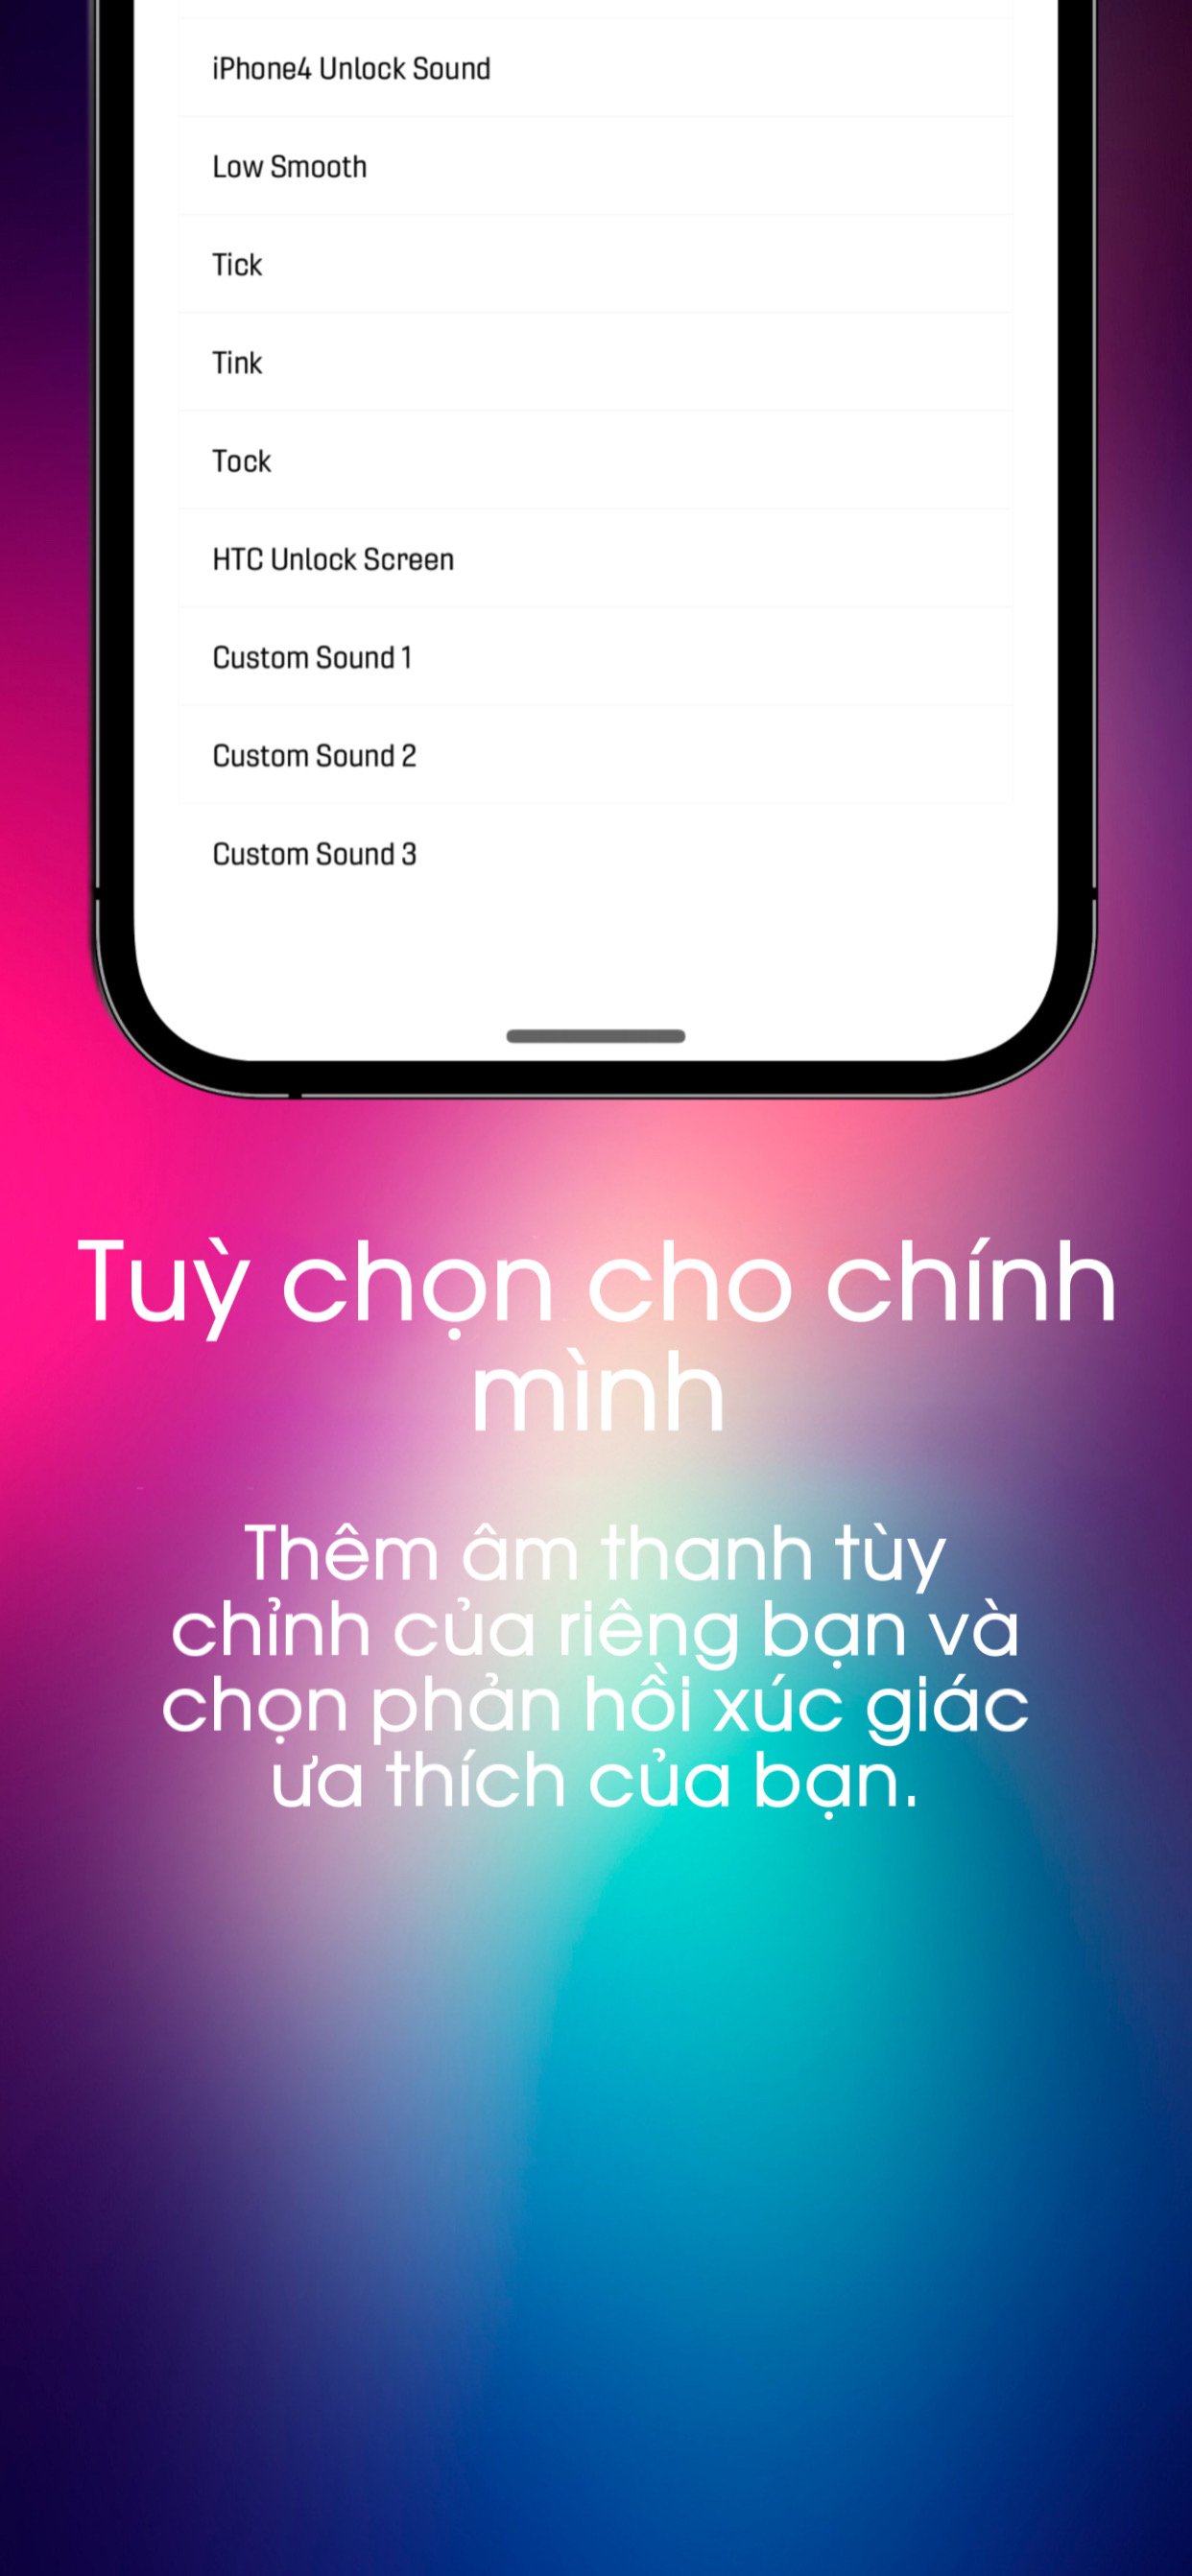 iPhone4 Unlock Sound
Low Smooth
Tick
Tink
Tock
HTC Unlock Screen
Custom Sound 1
Custom Sound 2
Custom Sound 3
Tuỳ chọn cho chính
mình
Thêm âm thanh tùy
chỉnh của riêng bạn và
chọn phản hồi xúc giác
ưa thích của bạn.